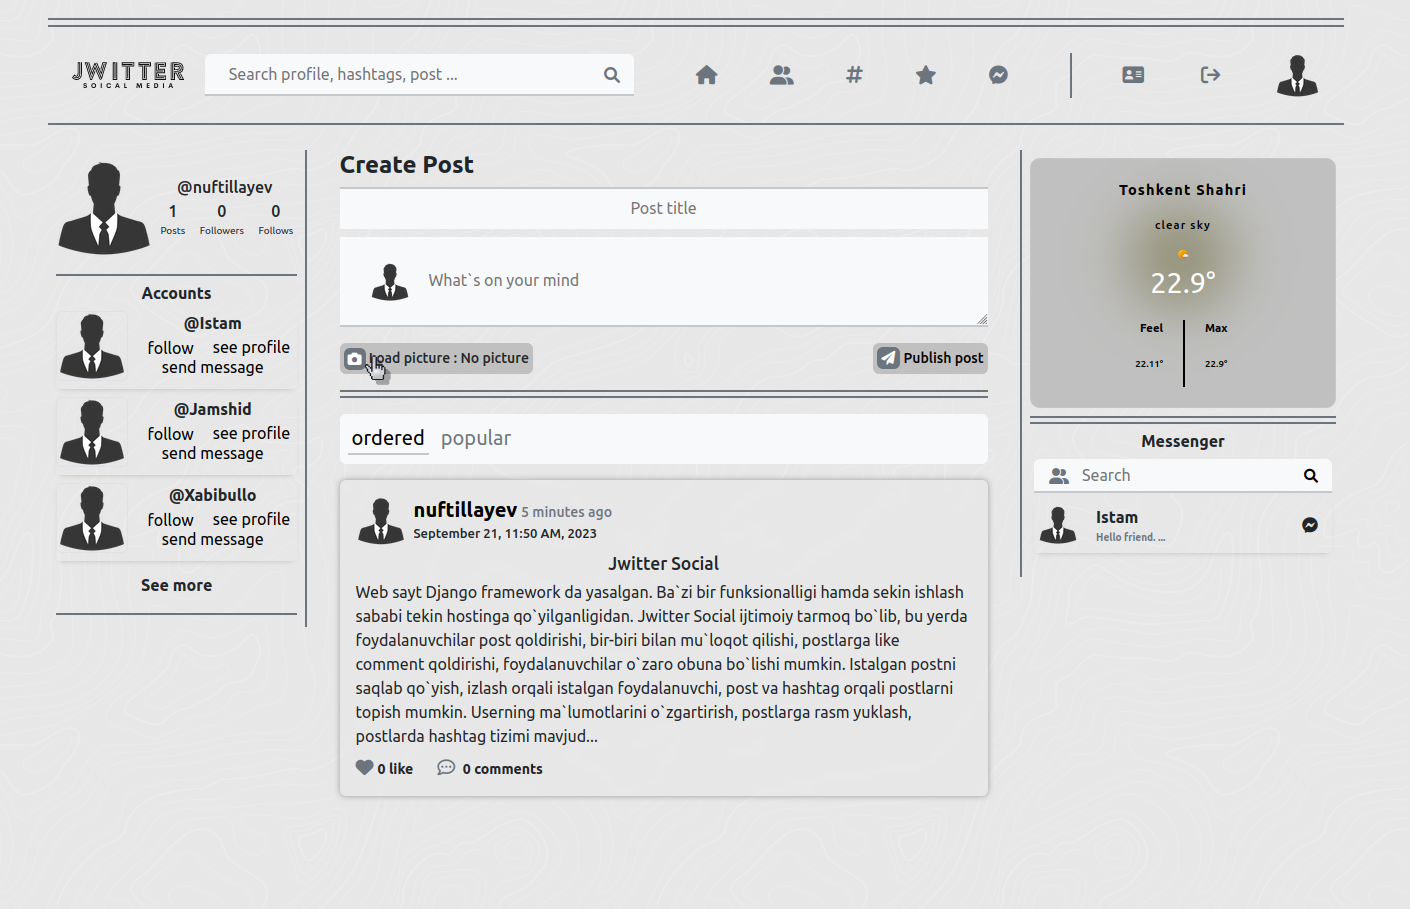 JWITTER
SOICAL MEDIA
Search profile, hashtags, post ...
@nuftillayev
1 0 0
Posts Followers Follows
Accounts
@Istam
follow see profile
send message
@Jamshid
follow see profile
send message
@Xabibullo
follow see profile
send message
See more
Create Post
Post title
What`s on your mind
Load picture : No picture
Publish post
ordered popular
nuftillayev 5 minutes ago
September 21, 11:50 AM, 2023
Jwitter Social
Web sayt Django framework da yasalgan. Ba`zi bir funksionalligi hamda sekin ishlash
sababi tekin hostinga qo`yilganligidan. Jwitter Social ijtimoiy tarmoq bo`lib, bu yerda
foydalanuvchilar post qoldirishi, bir-biri bilan mu`loqot qilishi, postlarga like
comment qoldirishi, foydalanuvchilar o`zaro obuna bo`lishi mumkin. Istalgan postni
saqlab qo`yish, izlash orqali istalgan foydalanuvchi, post va hashtag orqali postlarni
topish mumkin. Userning ma`lumotlarini o`zgartirish, postlarga rasm yuklash,
postlarda hashtag tizimi mavjud...
0 like 0 comments
Toshkent Shahri
clear sky
22.9°
Feel Max
22.11° 22.9°
Messenger
Search
Istam
Hello friend. ...